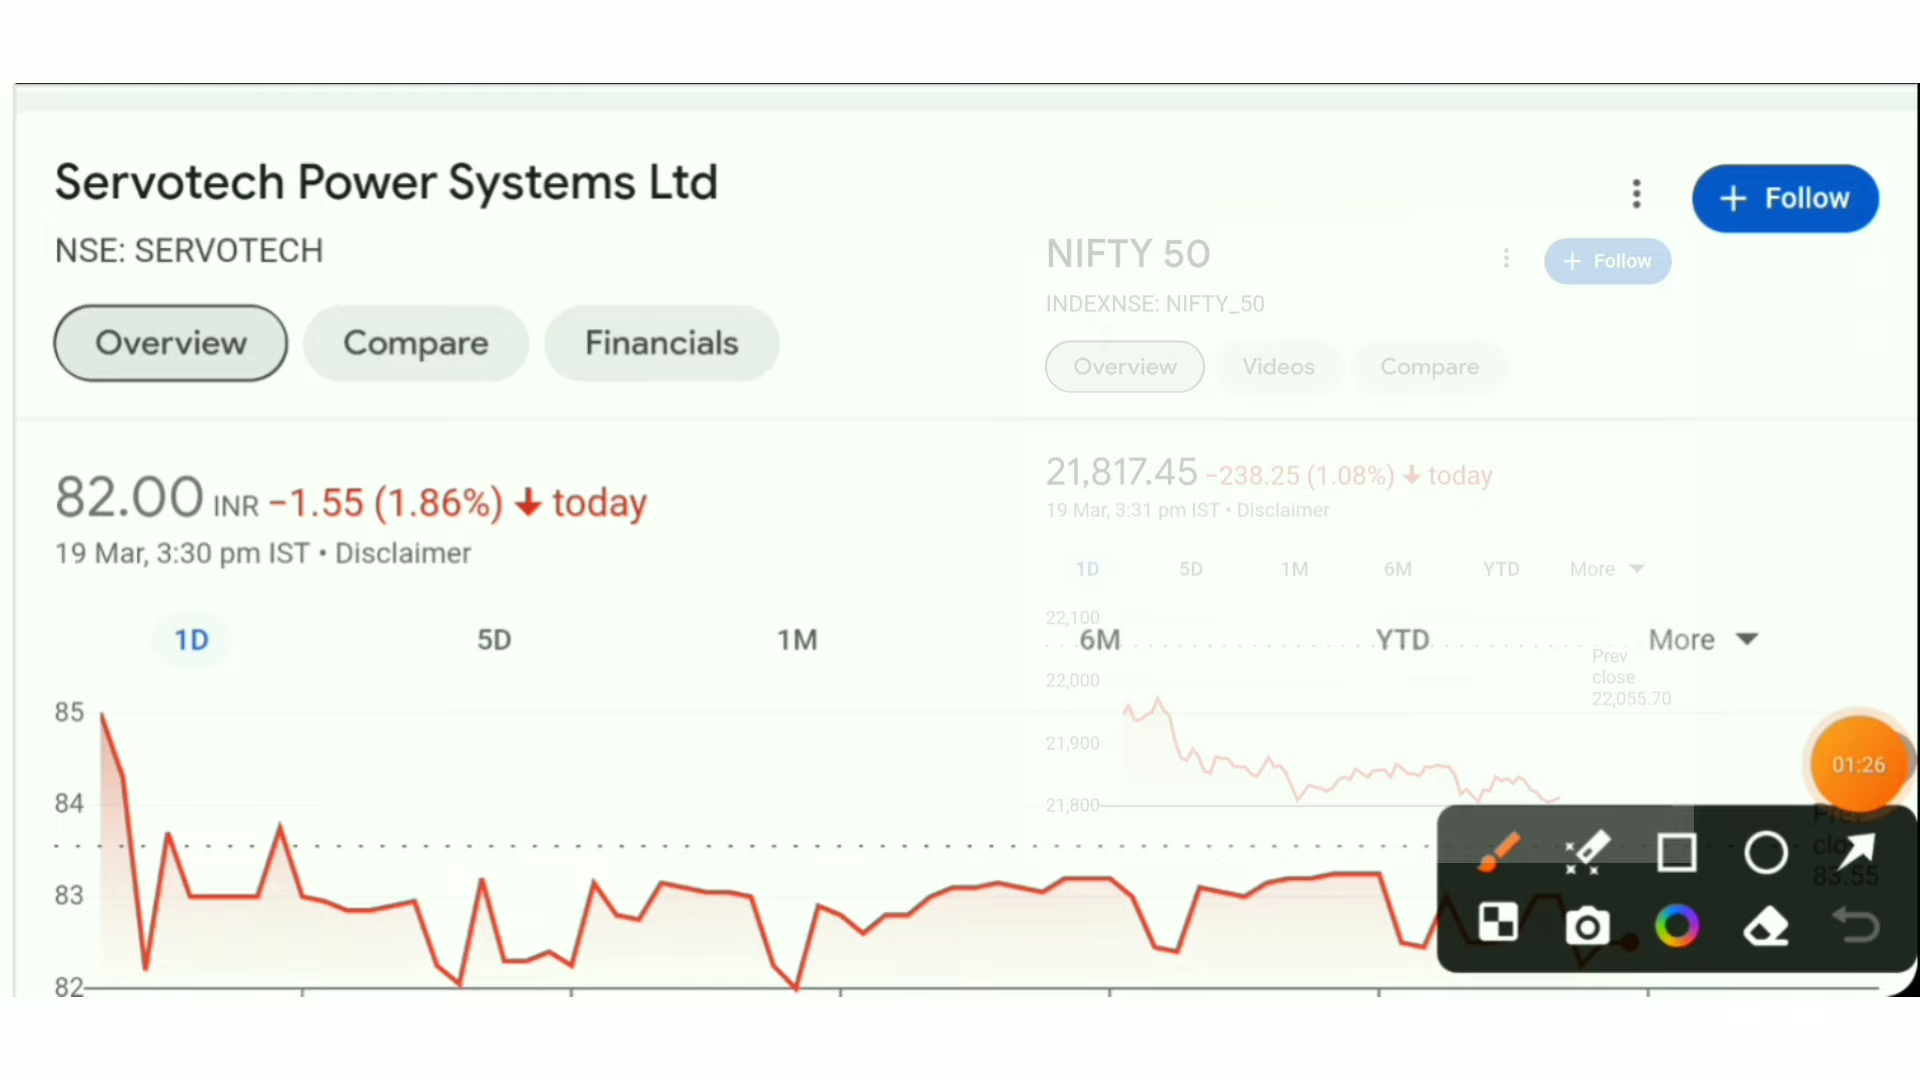 Servotech Power Systems Ltd
+ Follow
NSE: SERVOTECH
Overview
Compare
Financials
82.00 INR −1.55 (1.86%) ↓ today
19 Mar, 3:30 pm IST • Disclaimer
1D
5D
1M
6M
YTD
More
85
84
83
82
NIFTY 50
+ Follow
INDEXNSE: NIFTY_50
Overview
Videos
Compare
21,817.45 −238.25 (1.08%) ↓ today
19 Mar, 3:31 pm IST • Disclaimer
1D
5D
1M
6M
YTD
More
22,100
22,000
21,900
21,800
Prev
close
22,055.70
01:26
83.55